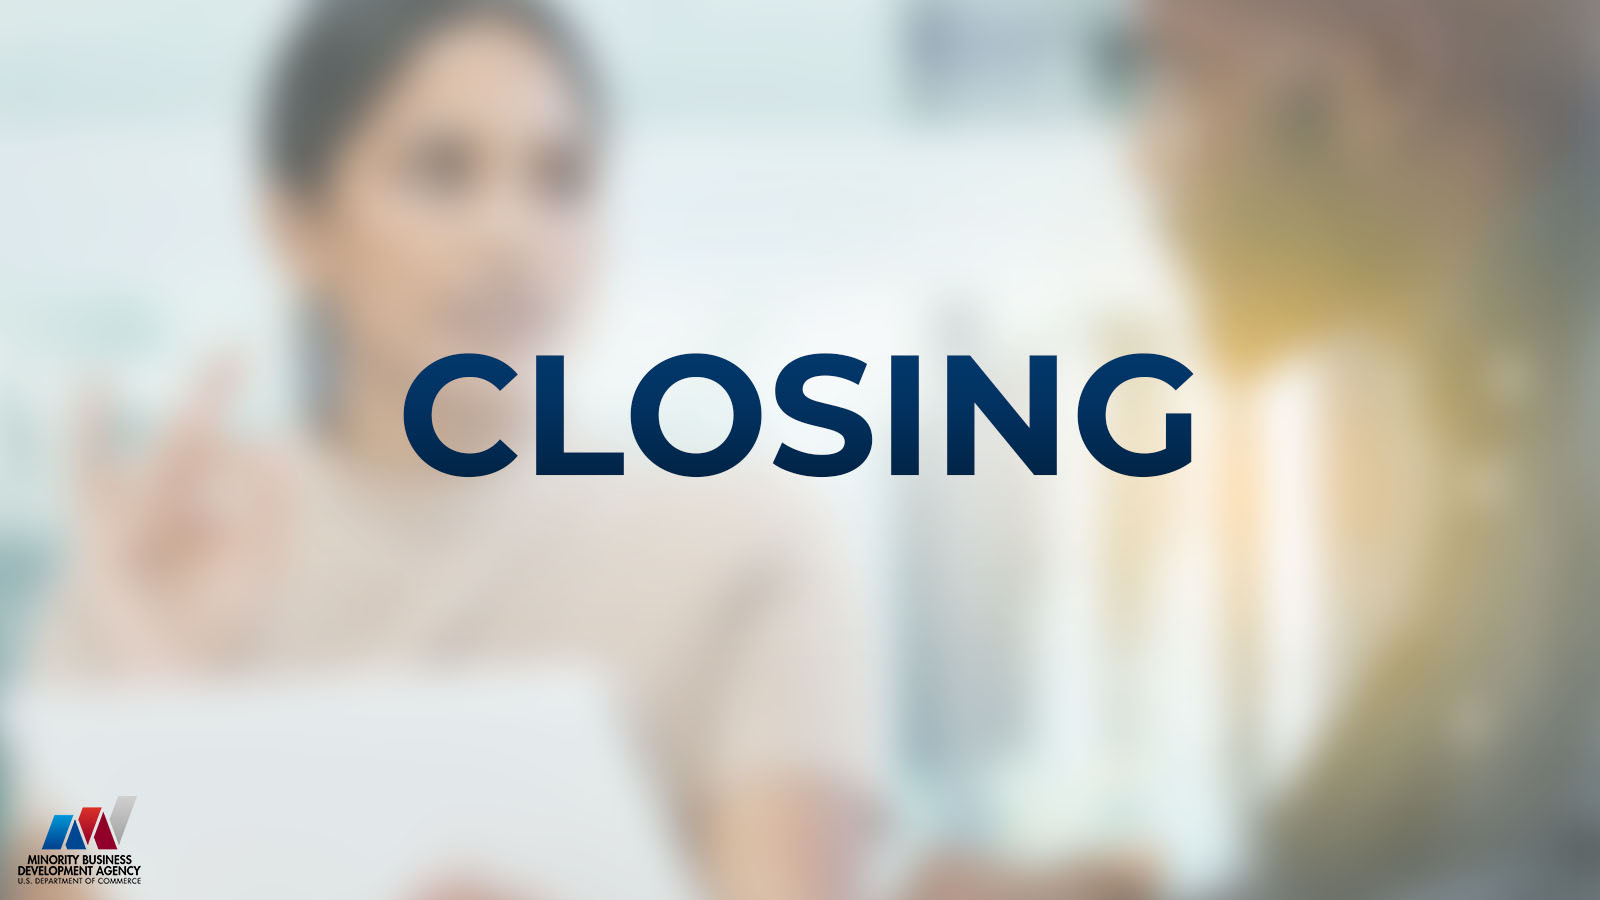 CLOSING
MINORITY BUSINESS
DEVELOPMENT AGENCY
U.S. DEPARTMENT OF COMMERCE